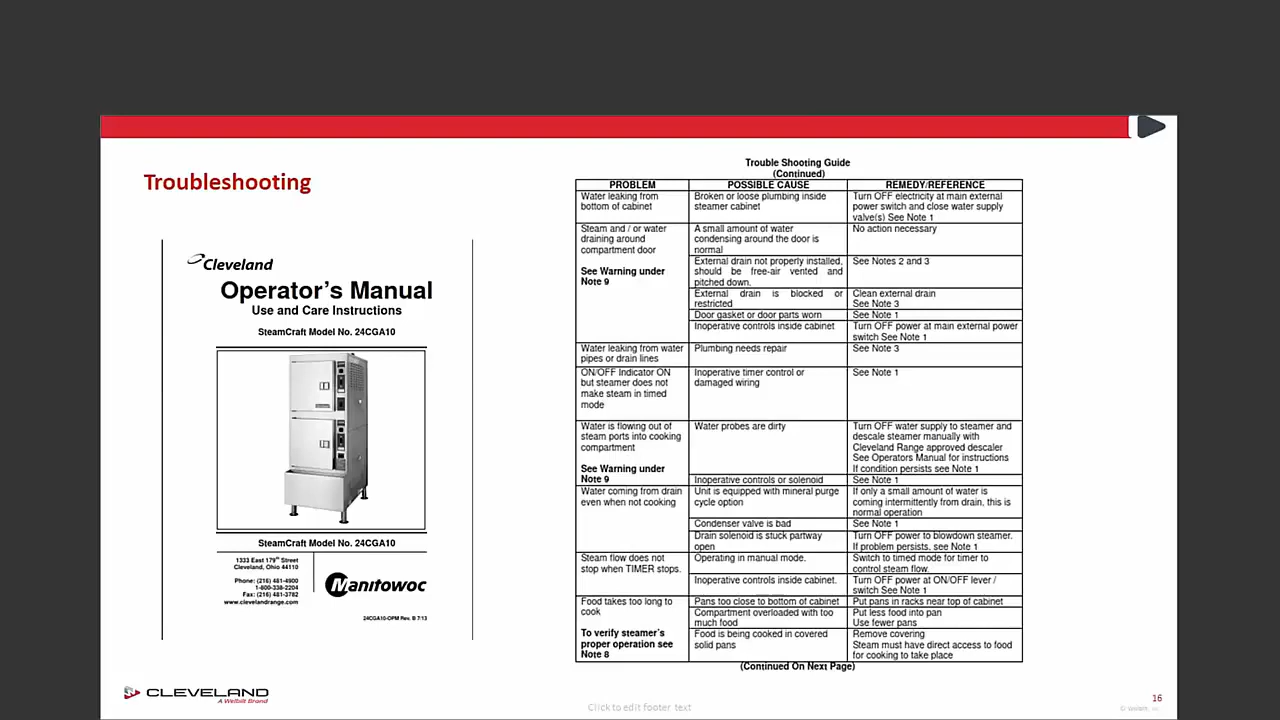 Troubleshooting
Cleveland
Operator's Manual
Use and Care Instructions
SteamCraft Model No. 24CGA10
SteamCraft Model No. 24CGA10
1333 East 179th Street
Cleveland, Ohio 44110
Phone: (216) 481-4900
1-800-338-2204
Fax: (216) 481-3782
www.clevelandrange.com
Manitowoc
24CGA10-OPM Rev. B 7/13
Trouble Shooting Guide
(Continued)
PROBLEM POSSIBLE CAUSE REMEDY/REFERENCE
Water leaking from
bottom of cabinet
Broken or loose plumbing inside
steamer cabinet
Turn OFF electricity at main external
power switch and close water supply
valve(s) See Note 1
Steam and / or water
draining around
compartment door
See Warning under
Note 9
A small amount of water
condensing around the door is
normal
No action necessary
External drain not properly installed,
should be free-air vented and
pitched down.
See Notes 2 and 3
External drain is blocked or
restricted
Clean external drain
See Note 3
Door gasket or door parts worn
See Note 1
Inoperative controls inside cabinet
Turn OFF power at main external power
switch See Note 1
Water leaking from water
pipes or drain lines
Plumbing needs repair
See Note 3
ON/OFF Indicator ON
but steamer does not
make steam in timed
mode
Inoperative timer control or
damaged wiring
See Note 1
Water is flowing out of
steam ports into cooking
compartment
See Warning under
Note 9
Water probes are dirty
Turn OFF water supply to steamer and
descale steamer manually with
Cleveland Range approved descaler
See Operators Manual for instructions
If condition persists see Note 1
Inoperative controls or solenoid
See Note 1
Water coming from drain
even when not cooking
Unit is equipped with mineral purge
cycle option
If only a small amount of water is
coming intermittently from drain, this is
normal operation
Condenser valve is bad
See Note 1
Drain solenoid is stuck partway
open
Turn OFF power to blowdown steamer.
If problem persists, see Note 1
Steam flow does not
stop when TIMER stops.
Operating in manual mode.
Switch to timed mode for timer to
control steam flow.
Inoperative controls inside cabinet.
Turn OFF power at ON/OFF lever /
switch See Note 1
Food takes too long to
cook
To verify steamer's
proper operation see
Note 8
Pans too close to bottom of cabinet
Put pans in racks near top of cabinet
Compartment overloaded with too
much food
Put less food into pan
Use fewer pans
Food is being cooked in covered
solid pans
Remove covering
Steam must have direct access to food
for cooking to take place
(Continued On Next Page)
CLEVELAND
A Welbilt Brand
Click to edit footer text
16